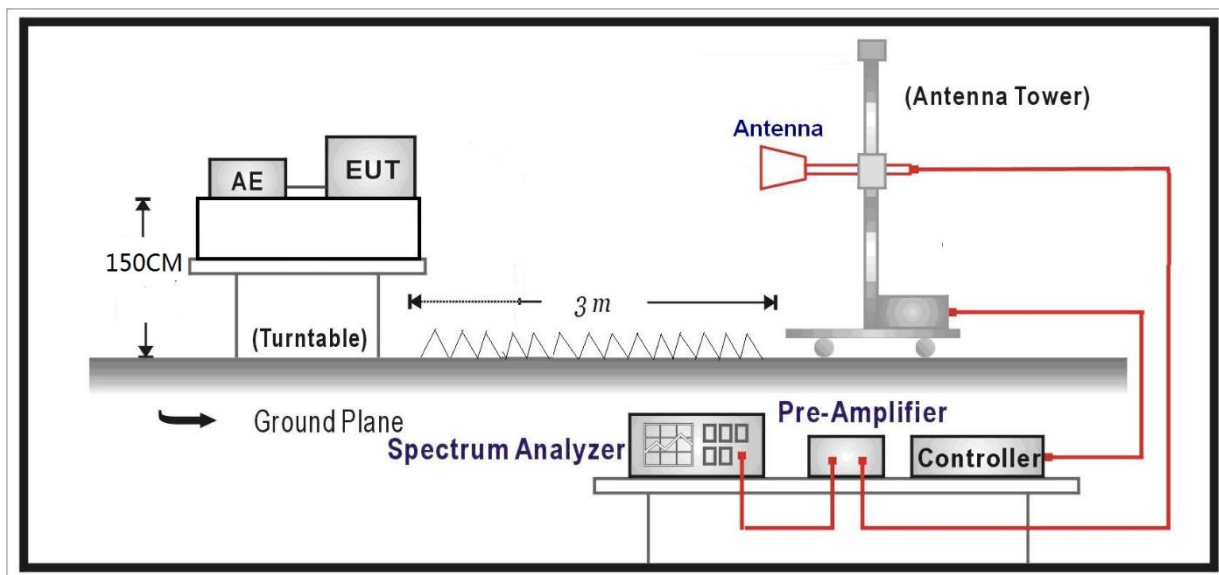 (Antenna Tower)
Antenna
AE
EUT
150CM
3 m
(Turntable)
Ground Plane
Pre-Amplifier
Spectrum Analyzer
Controller